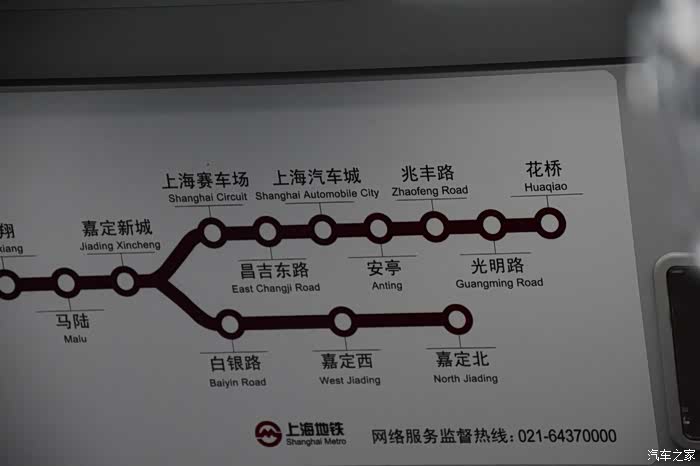 上海赛车场
Shanghai Circuit
上海汽车城
Shanghai Automobile City
兆丰路
Zhaofeng Road
花桥
Huaqiao
翔
xiang
嘉定新城
Jiading Xincheng
昌吉东路
East Changji Road
安亭
Anting
光明路
Guangming Road
马陆
Malu
白银路
Baiyin Road
嘉定西
West Jiading
嘉定北
North Jiading
上海地铁
Shanghai Metro
网络服务监督热线：021-64370000
汽车之家